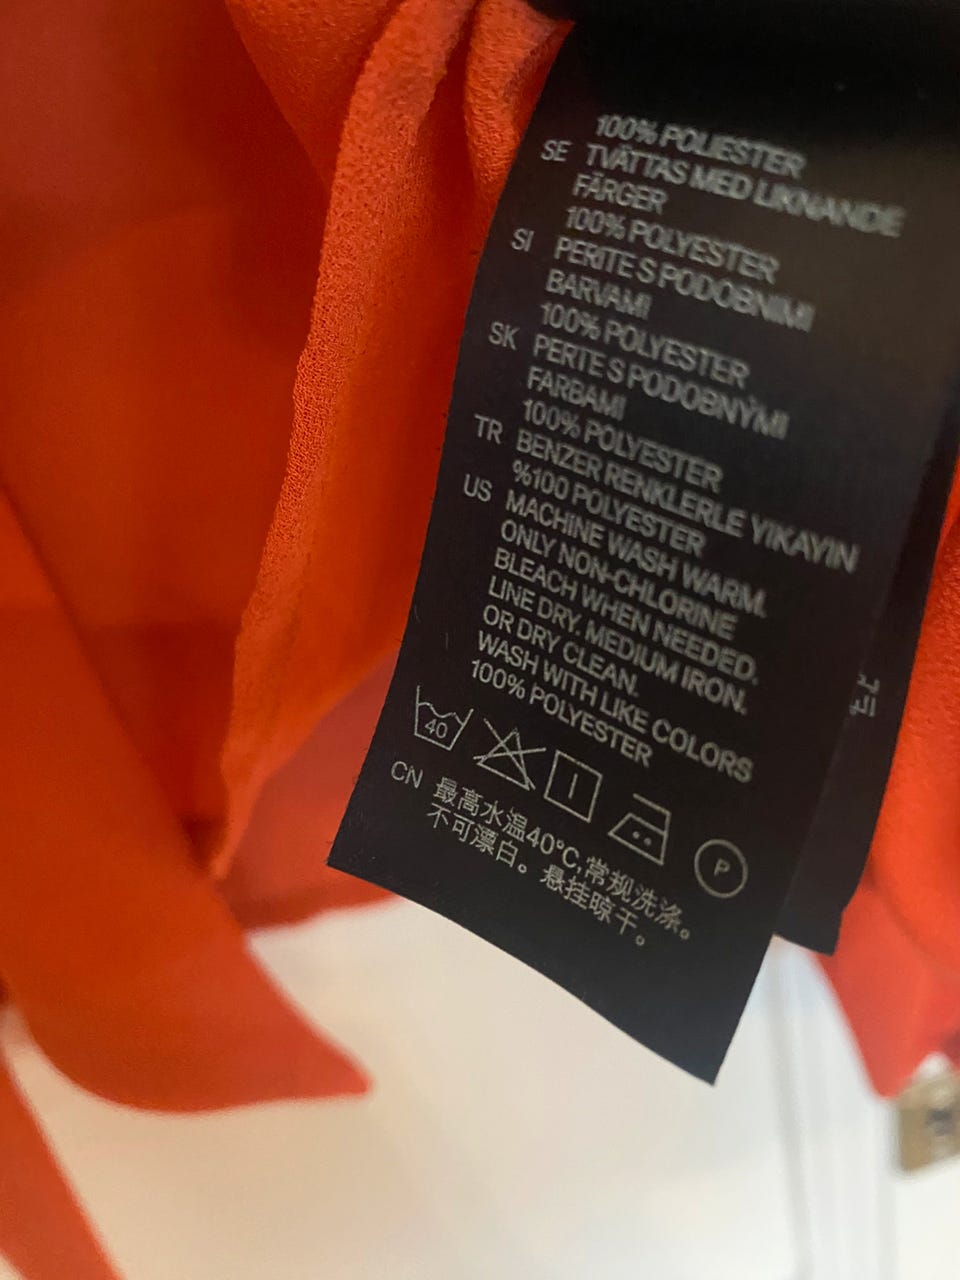 100% POLIESTER
SE TVÄTTAS MED LIKNANDE
FÄRGER
100% POLYESTER
SI PERITE S PODOBNIMI
BARVAMI
100% POLYESTER
SK PERTE S PODOBNÝMI
FARBAMI
100% POLYESTER
TR BENZER RENKLERLE YIKAYIN
%100 POLYESTER
US MACHINE WASH WARM.
ONLY NON-CHLORINE
BLEACH WHEN NEEDED.
LINE DRY. MEDIUM IRON.
OR DRY CLEAN.
WASH WITH LIKE COLORS
100% POLYESTER
40 P
CN 最高水温40°C,常规洗涤。
不可漂白。悬挂晾干。